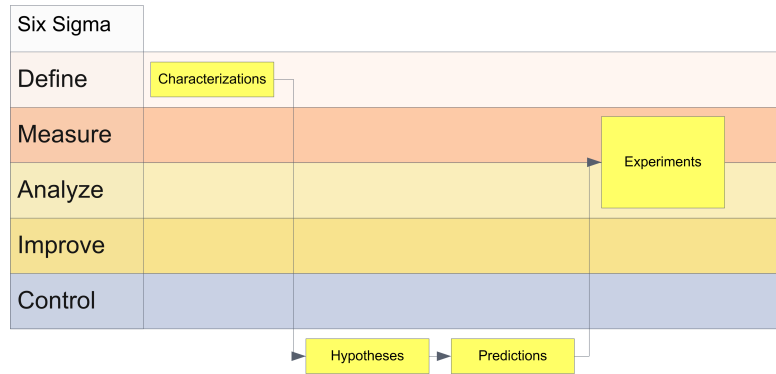 Six Sigma
Define
Characterizations
Measure
Experiments
Analyze
Improve
Control
Hypotheses
Predictions